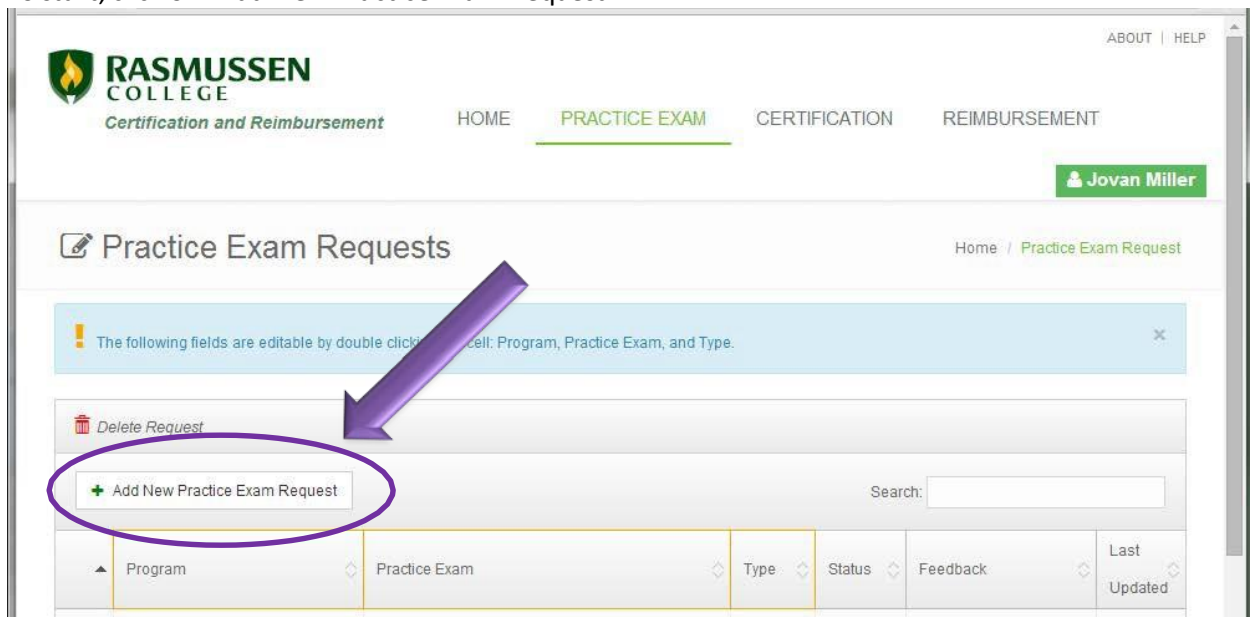 ABOUT | HELP
RASMUSSEN
COLLEGE
Certification and Reimbursement
HOME PRACTICE EXAM CERTIFICATION REIMBURSEMENT
Jovan Miller
Practice Exam Requests
Home / Practice Exam Request
The following fields are editable by double cell: Program, Practice Exam, and Type.
Delete Request
Add New Practice Exam Request
Search:
Program Practice Exam Type Status Feedback Last Updated